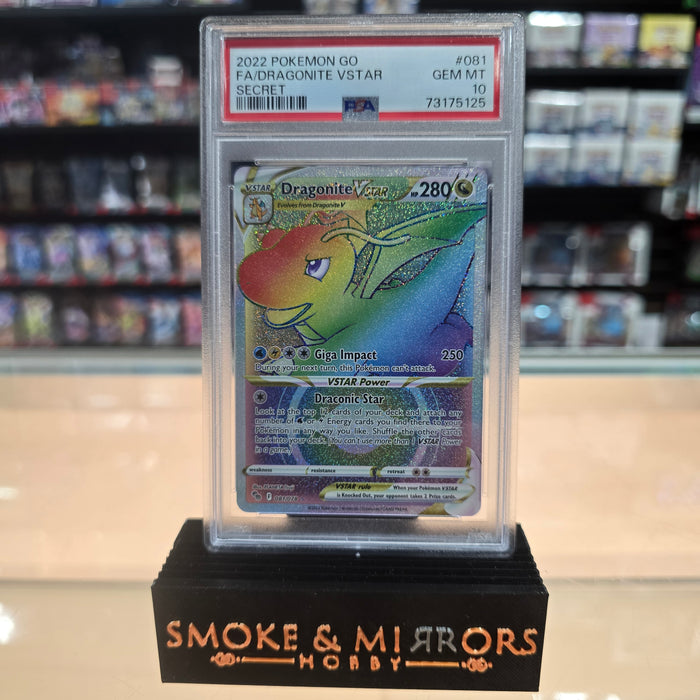 2022 POKEMON GO #081
FA/DRAGONITE VSTAR GEM MT
SECRET 10
PSA 73175125
VSTAR Dragonite VSTAR HP 280
Evolves from Dragonite V
Giga Impact 250
During your next turn, this Pokémon can't attack.
VSTAR Power
Draconic Star
Look at the top cards of your deck and attach any
number of or Energy cards you find there to your
Pokémon in any way you like. Shuffle the other cards
back into your deck. (You can't use more than 1 VSTAR Power
in a game.)
weakness resistance retreat
VSTAR rule When your Pokémon VSTAR
is Knocked Out, your opponent takes 2 Prize cards.
081/078
SMOKE & MIRRORS
HOBBY